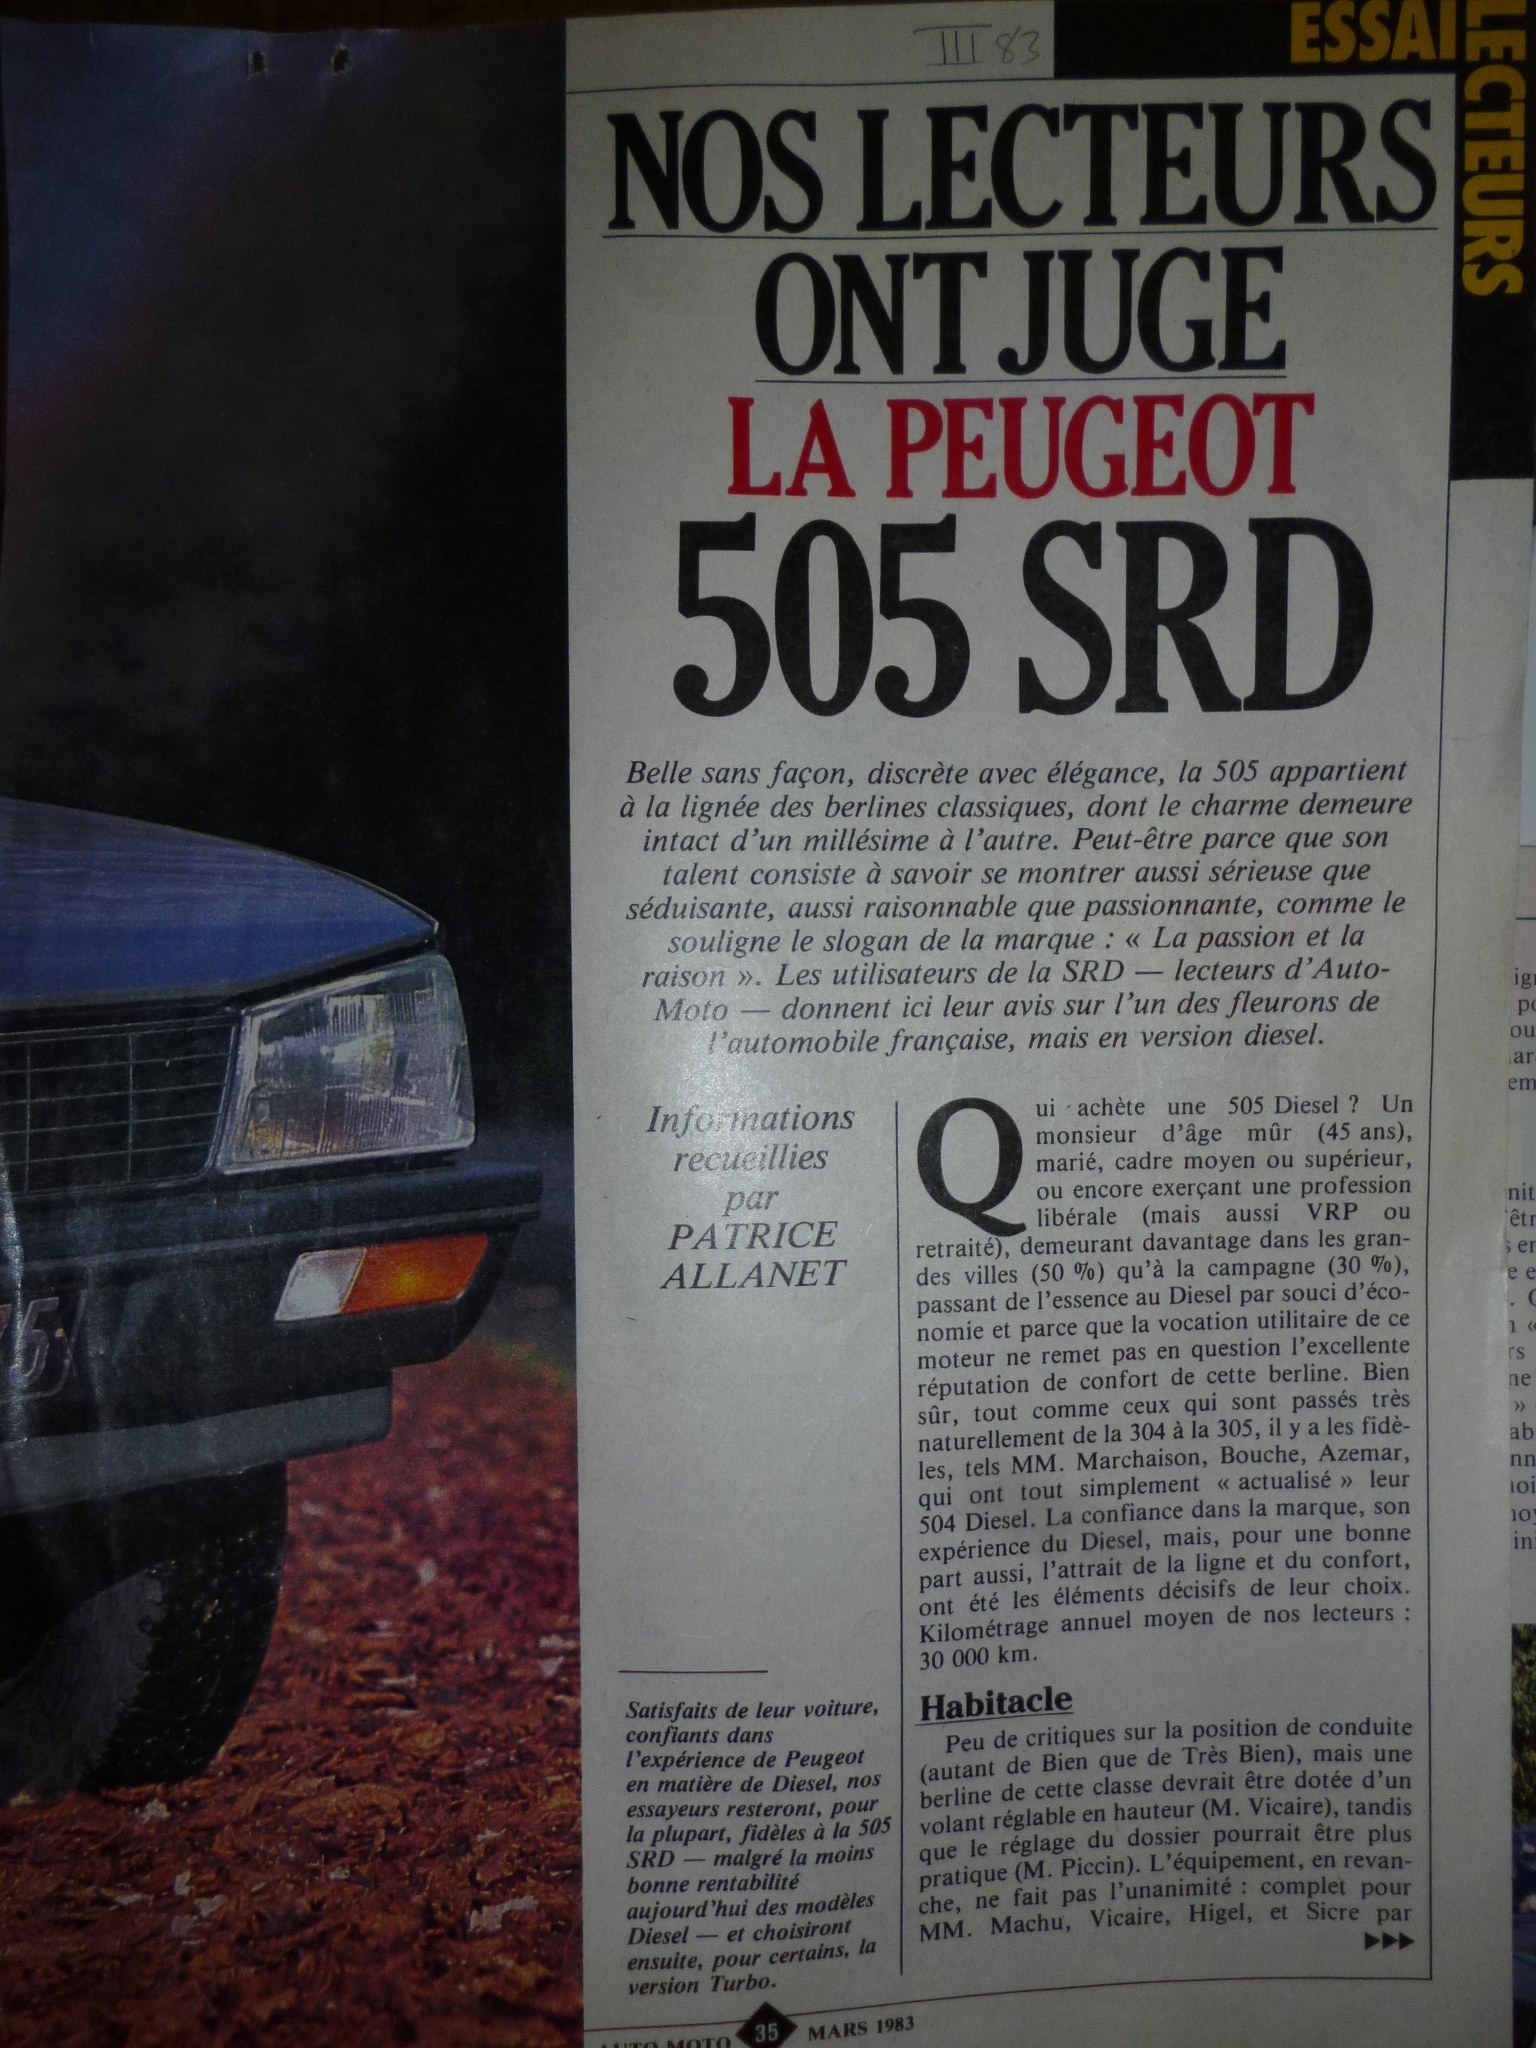 III 83
ESSAI
LECTEURS
NOS LECTEURS
ONT JUGE
LA PEUGEOT
505 SRD
Belle sans façon, discrète avec élégance, la 505 appartient
à la lignée des berlines classiques, dont le charme demeure
intact d'un millésime à l'autre. Peut-être parce que son
talent consiste à savoir se montrer aussi sérieuse que
séduisante, aussi raisonnable que passionnante, comme le
souligne le slogan de la marque : « La passion et la
raison ». Les utilisateurs de la SRD — lecteurs d'Auto-
Moto — donnent ici leur avis sur l'un des fleurons de
l'automobile française, mais en version diesel.
Informations
recueillies
par
PATRICE
ALLANET
Satisfaits de leur voiture,
confiants dans
l'expérience de Peugeot
en matière de Diesel, nos
essayeurs resteront, pour
la plupart, fidèles à la 505
SRD — malgré la moins
bonne rentabilité
aujourd'hui des modèles
Diesel — et choisiront
ensuite, pour certains, la
version Turbo.
Qui achète une 505 Diesel ? Un
monsieur d'âge mûr (45 ans),
marié, cadre moyen ou supérieur,
ou encore exerçant une profession
libérale (mais aussi VRP ou
retraité), demeurant davantage dans les gran-
des villes (50 %) qu'à la campagne (30 %),
passant de l'essence au Diesel par souci d'éco-
nomie et parce que la vocation utilitaire de ce
moteur ne remet pas en question l'excellente
réputation de confort de cette berline. Bien
sûr, tout comme ceux qui sont passés très
naturellement de la 304 à la 305, il y a les fidè-
les, tels MM. Marchaison, Bouche, Azemar,
qui ont tout simplement « actualisé » leur
504 Diesel. La confiance dans la marque, son
expérience du Diesel, mais, pour une bonne
part aussi, l'attrait de la ligne et du confort,
ont été les éléments décisifs de leur choix.
Kilométrage annuel moyen de nos lecteurs :
30 000 km.
Habitacle
Peu de critiques sur la position de conduite
(autant de Bien que de Très Bien), mais une
berline de cette classe devrait être dotée d'un
volant réglable en hauteur (M. Vicaire), tandis
que le réglage du dossier pourrait être plus
pratique (M. Piccin). L'équipement, en revan-
che, ne fait pas l'unanimité : complet pour
MM. Machu, Vicaire, Higel, et Sicre par
AUTO MOTO 35 MARS 1983
75